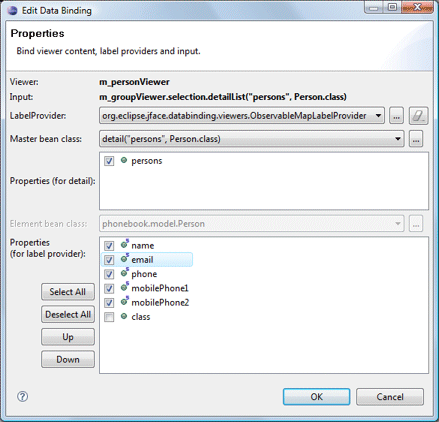 Edit Data Binding
Properties
Bind viewer content, label providers and input.
Viewer: m_personViewer
Input: m_groupViewer.selection.detailList("persons", Person.class)
LabelProvider: org.eclipse.jface.databinding.viewers.ObservableMapLabelProvider ...
Master bean class: detail("persons", Person.class) ...
persons
Properties (for detail):
Element bean class: phonebook.model.Person ...
Properties
(for label provider):
name
email
phone
mobilePhone1
mobilePhone2
class
Select All
Deselect All
Up
Down
? OK Cancel